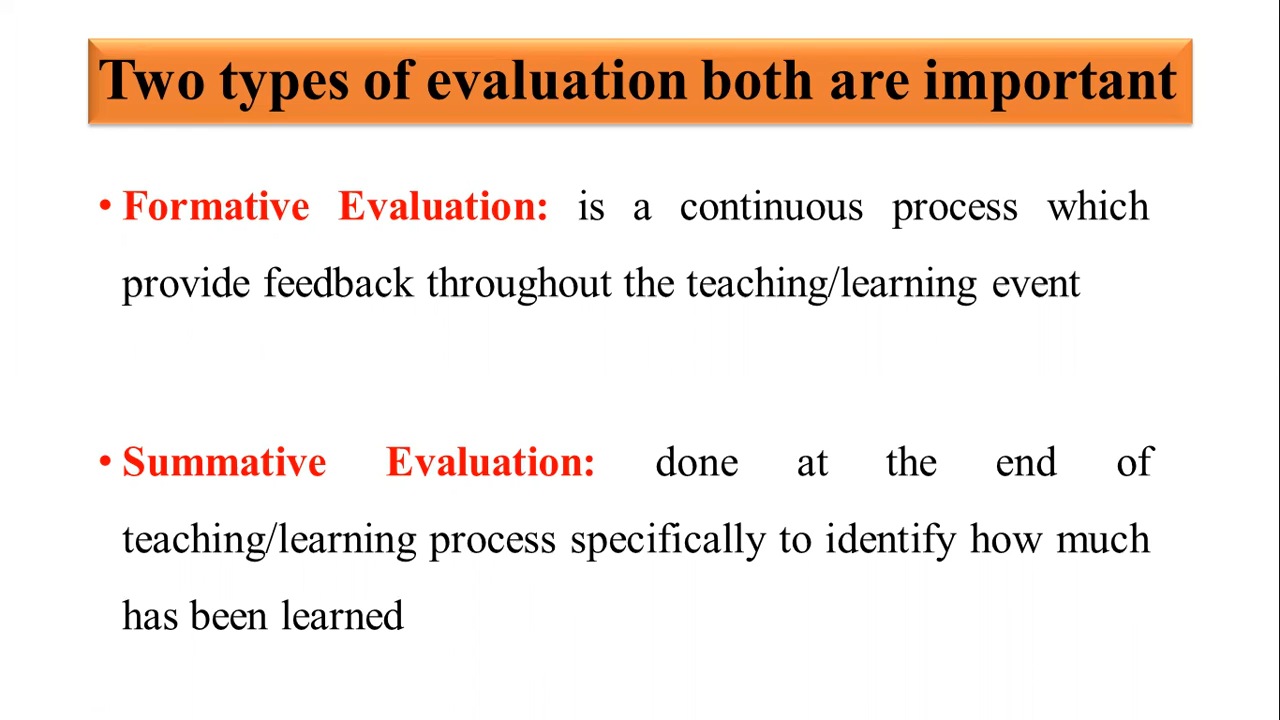 Two types of evaluation both are important
• Formative Evaluation: is a continuous process which
provide feedback throughout the teaching/learning event
• Summative Evaluation: done at the end of
teaching/learning process specifically to identify how much
has been learned